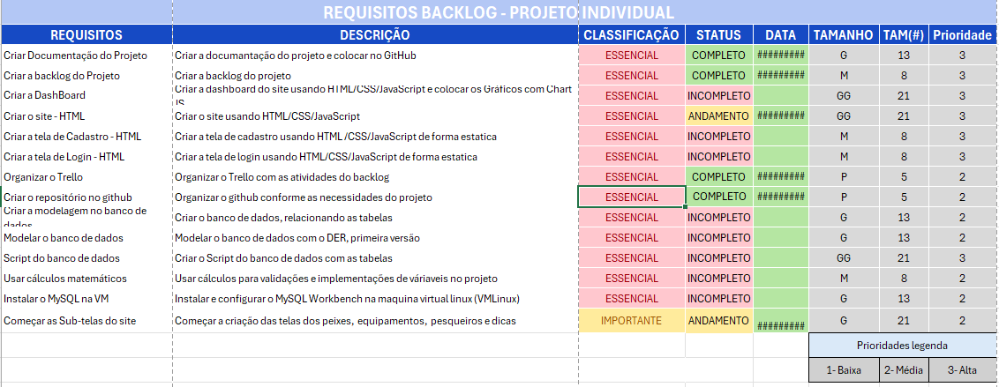 REQUISITOS BACKLOG - PROJETO INDIVIDUAL
REQUISITOS DESCRIÇÃO CLASSIFICAÇÃO STATUS DATA TAMANHO TAM(#) Prioridade
Criar Documentação do Projeto Criar a documantação do projeto e colocar no GitHub ESSENCIAL COMPLETO ######### G 13 3
Criar a backlog do Projeto Criar a backlog do projeto ESSENCIAL COMPLETO ######### M 8 3
Criar a DashBoard Criar a dashboard do site usando HTML/CSS/JavaScript e colocar os Gráficos com Chart JS ESSENCIAL INCOMPLETO GG 21 3
Criar o site - HTML Criar o site usando HTML/CSS/JavaScript ESSENCIAL ANDAMENTO ######### GG 21 3
Criar a tela de Cadastro - HTML Criar a tela de cadastro usando HTML /CSS/JavaScript de forma estatica ESSENCIAL INCOMPLETO M 8 3
Criar a tela de Login - HTML Criar a tela de login usando HTML/CSS/JavaScript de forma estatica ESSENCIAL INCOMPLETO M 8 3
Organizar o Trello Organizar o Trello com as atividades do backlog ESSENCIAL COMPLETO ######### P 5 2
Criar o repositório no github Organizar o github conforme as necessidades do projeto ESSENCIAL COMPLETO ######### P 5 2
Criar a modelagem no banco de dados Criar o banco de dados, relacionando as tabelas ESSENCIAL INCOMPLETO G 13 2
Modelar o banco de dados Modelar o banco de dados com o DER, primeira versão ESSENCIAL INCOMPLETO G 13 2
Script do banco de dados Criar o Script do banco de dados com as tabelas ESSENCIAL INCOMPLETO GG 21 2
Usar cálculos matemáticos Usar cálculos para validações e implementações de váriaveis no projeto ESSENCIAL INCOMPLETO M 8 2
Instalar o MySQL na VM Instalar e configurar o MySQL Workbench na maquina virtual linux (VMLinux) ESSENCIAL INCOMPLETO G 13 2
Começar as Sub-telas do site Começar a criação das telas dos peixes, equipamentos, pesqueiros e dicas IMPORTANTE ANDAMENTO ######### G 21 2
Prioridades legenda
1- Baixa 2- Média 3- Alta